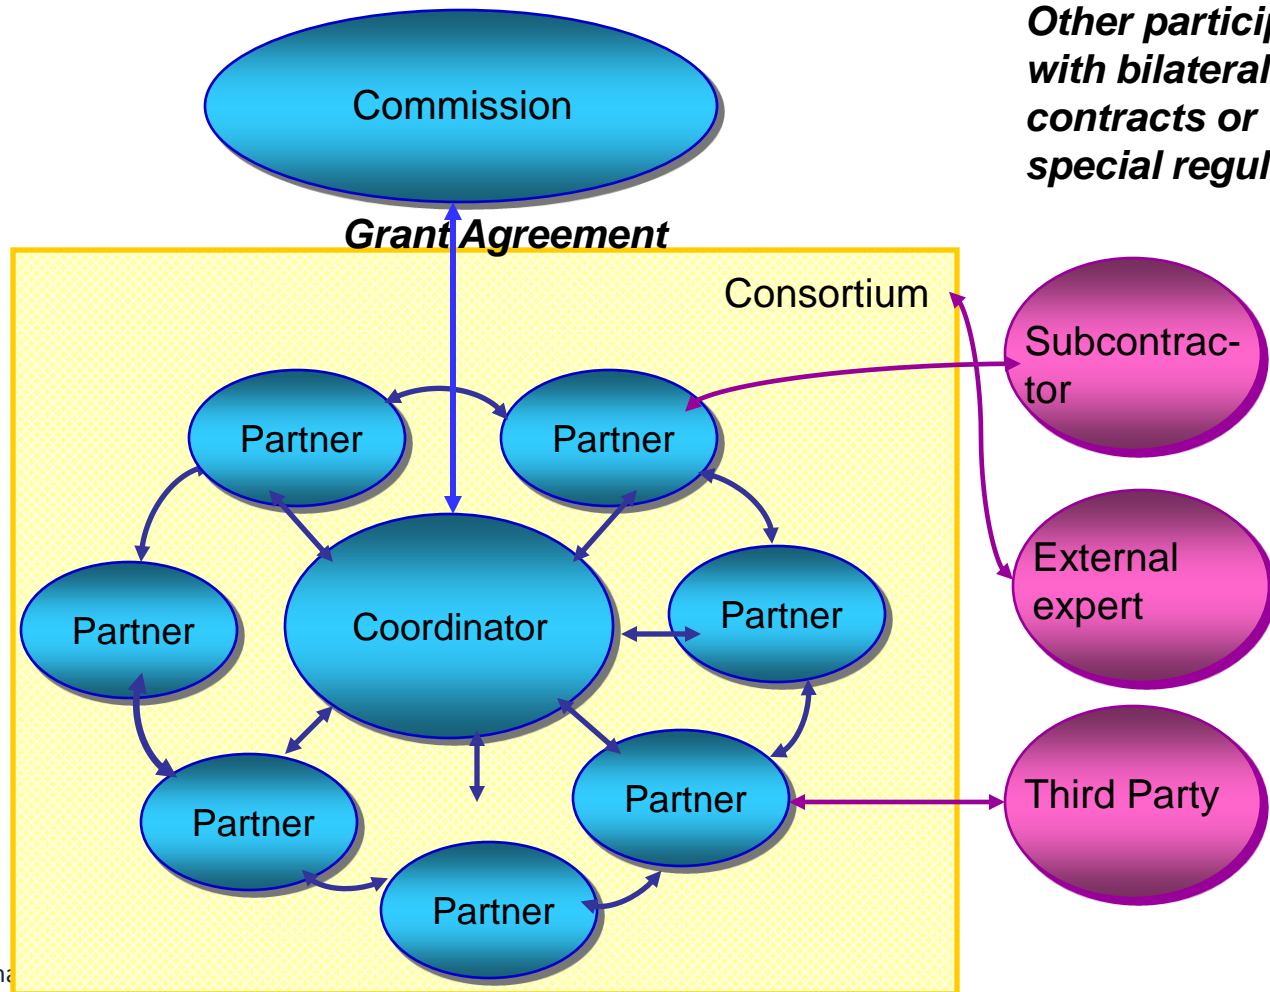 Other particip
with bilateral
contracts or
special regul
Commission
Grant Agreement
Consortium
Subcontrac-
tor
Partner
Partner
External
expert
Partner
Coordinator
Partner
Third Party
Partner
Partner
Partner